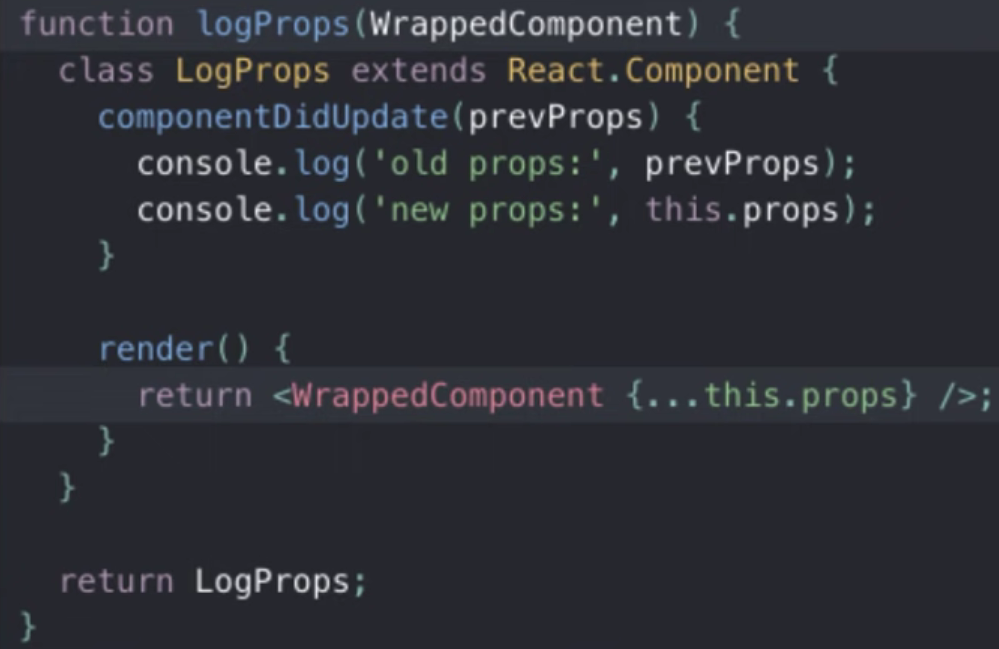 function logProps(WrappedComponent) {
  class LogProps extends React.Component {
    componentDidUpdate(prevProps) {
      console.log('old props:', prevProps);
      console.log('new props:', this.props);
    }

    render() {
      return <WrappedComponent {...this.props} />;
    }
  }

  return LogProps;
}